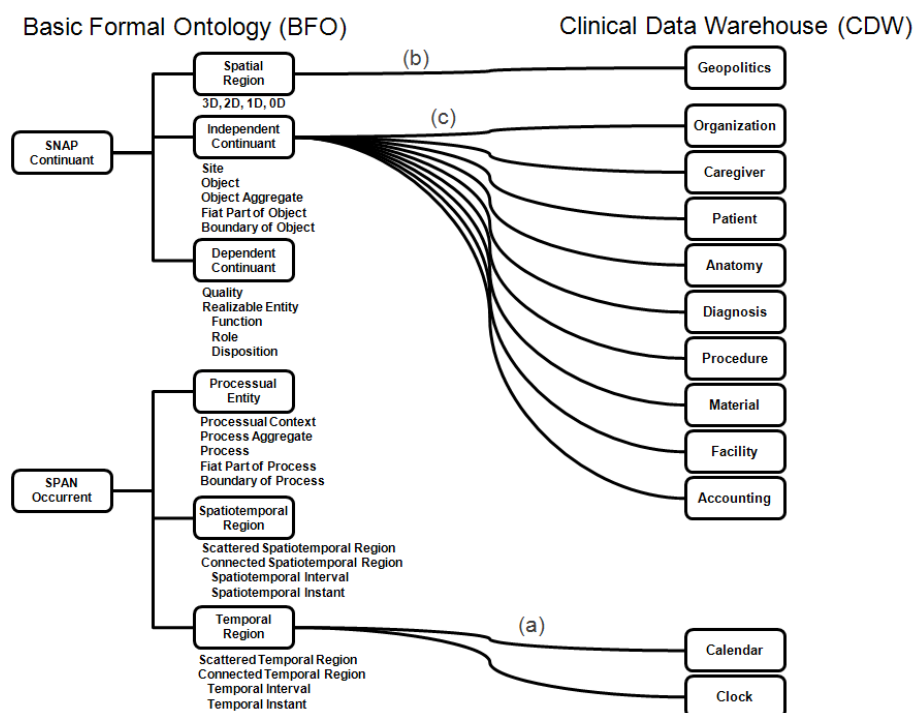 Basic Formal Ontology (BFO)
Clinical Data Warehouse (CDW)
SNAP
Continuant
Spatial
Region
3D, 2D, 1D, 0D
Independent
Continuant
Site
Object
Object Aggregate
Fiat Part of Object
Boundary of Object
Dependent
Continuant
Quality
Realizable Entity
Function
Role
Disposition
SPAN
Occurrent
Processual
Entity
Processual Context
Process Aggregate
Process
Fiat Part of Process
Boundary of Process
Spatiotemporal
Region
Scattered Spatiotemporal Region
Connected Spatiotemporal Region
Spatiotemporal Interval
Spatiotemporal Instant
Temporal
Region
Scattered Temporal Region
Connected Temporal Region
Temporal Interval
Temporal Instant
(b)
(c)
(a)
Geopolitics
Organization
Caregiver
Patient
Anatomy
Diagnosis
Procedure
Material
Facility
Accounting
Calendar
Clock